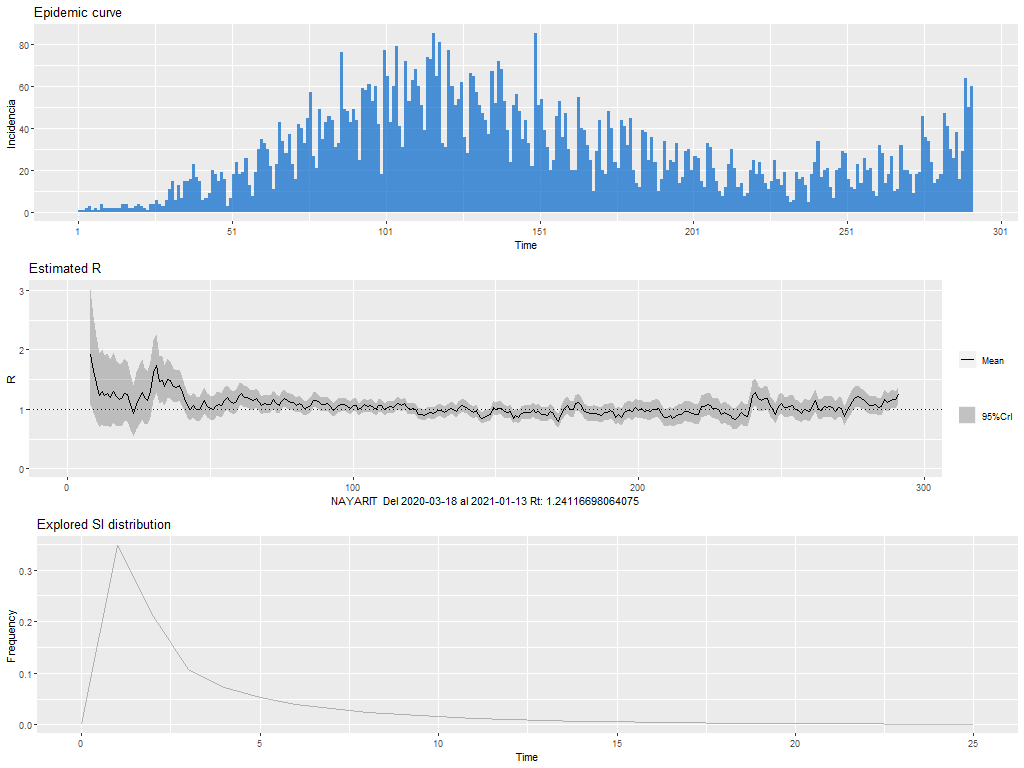 Epidemic curve
80
60
40
20
0
Incidencia
1
51
101
151
201
251
301
Time
Estimated R
3
2
1
0
R
0
100
200
300
NAYARIT Del 2020-03-18 al 2021-01-13 Rt: 1.24116698064075
Mean
95%CrI
Explored SI distribution
0.3
0.2
0.1
0.0
Frequency
0
5
10
15
20
25
Time